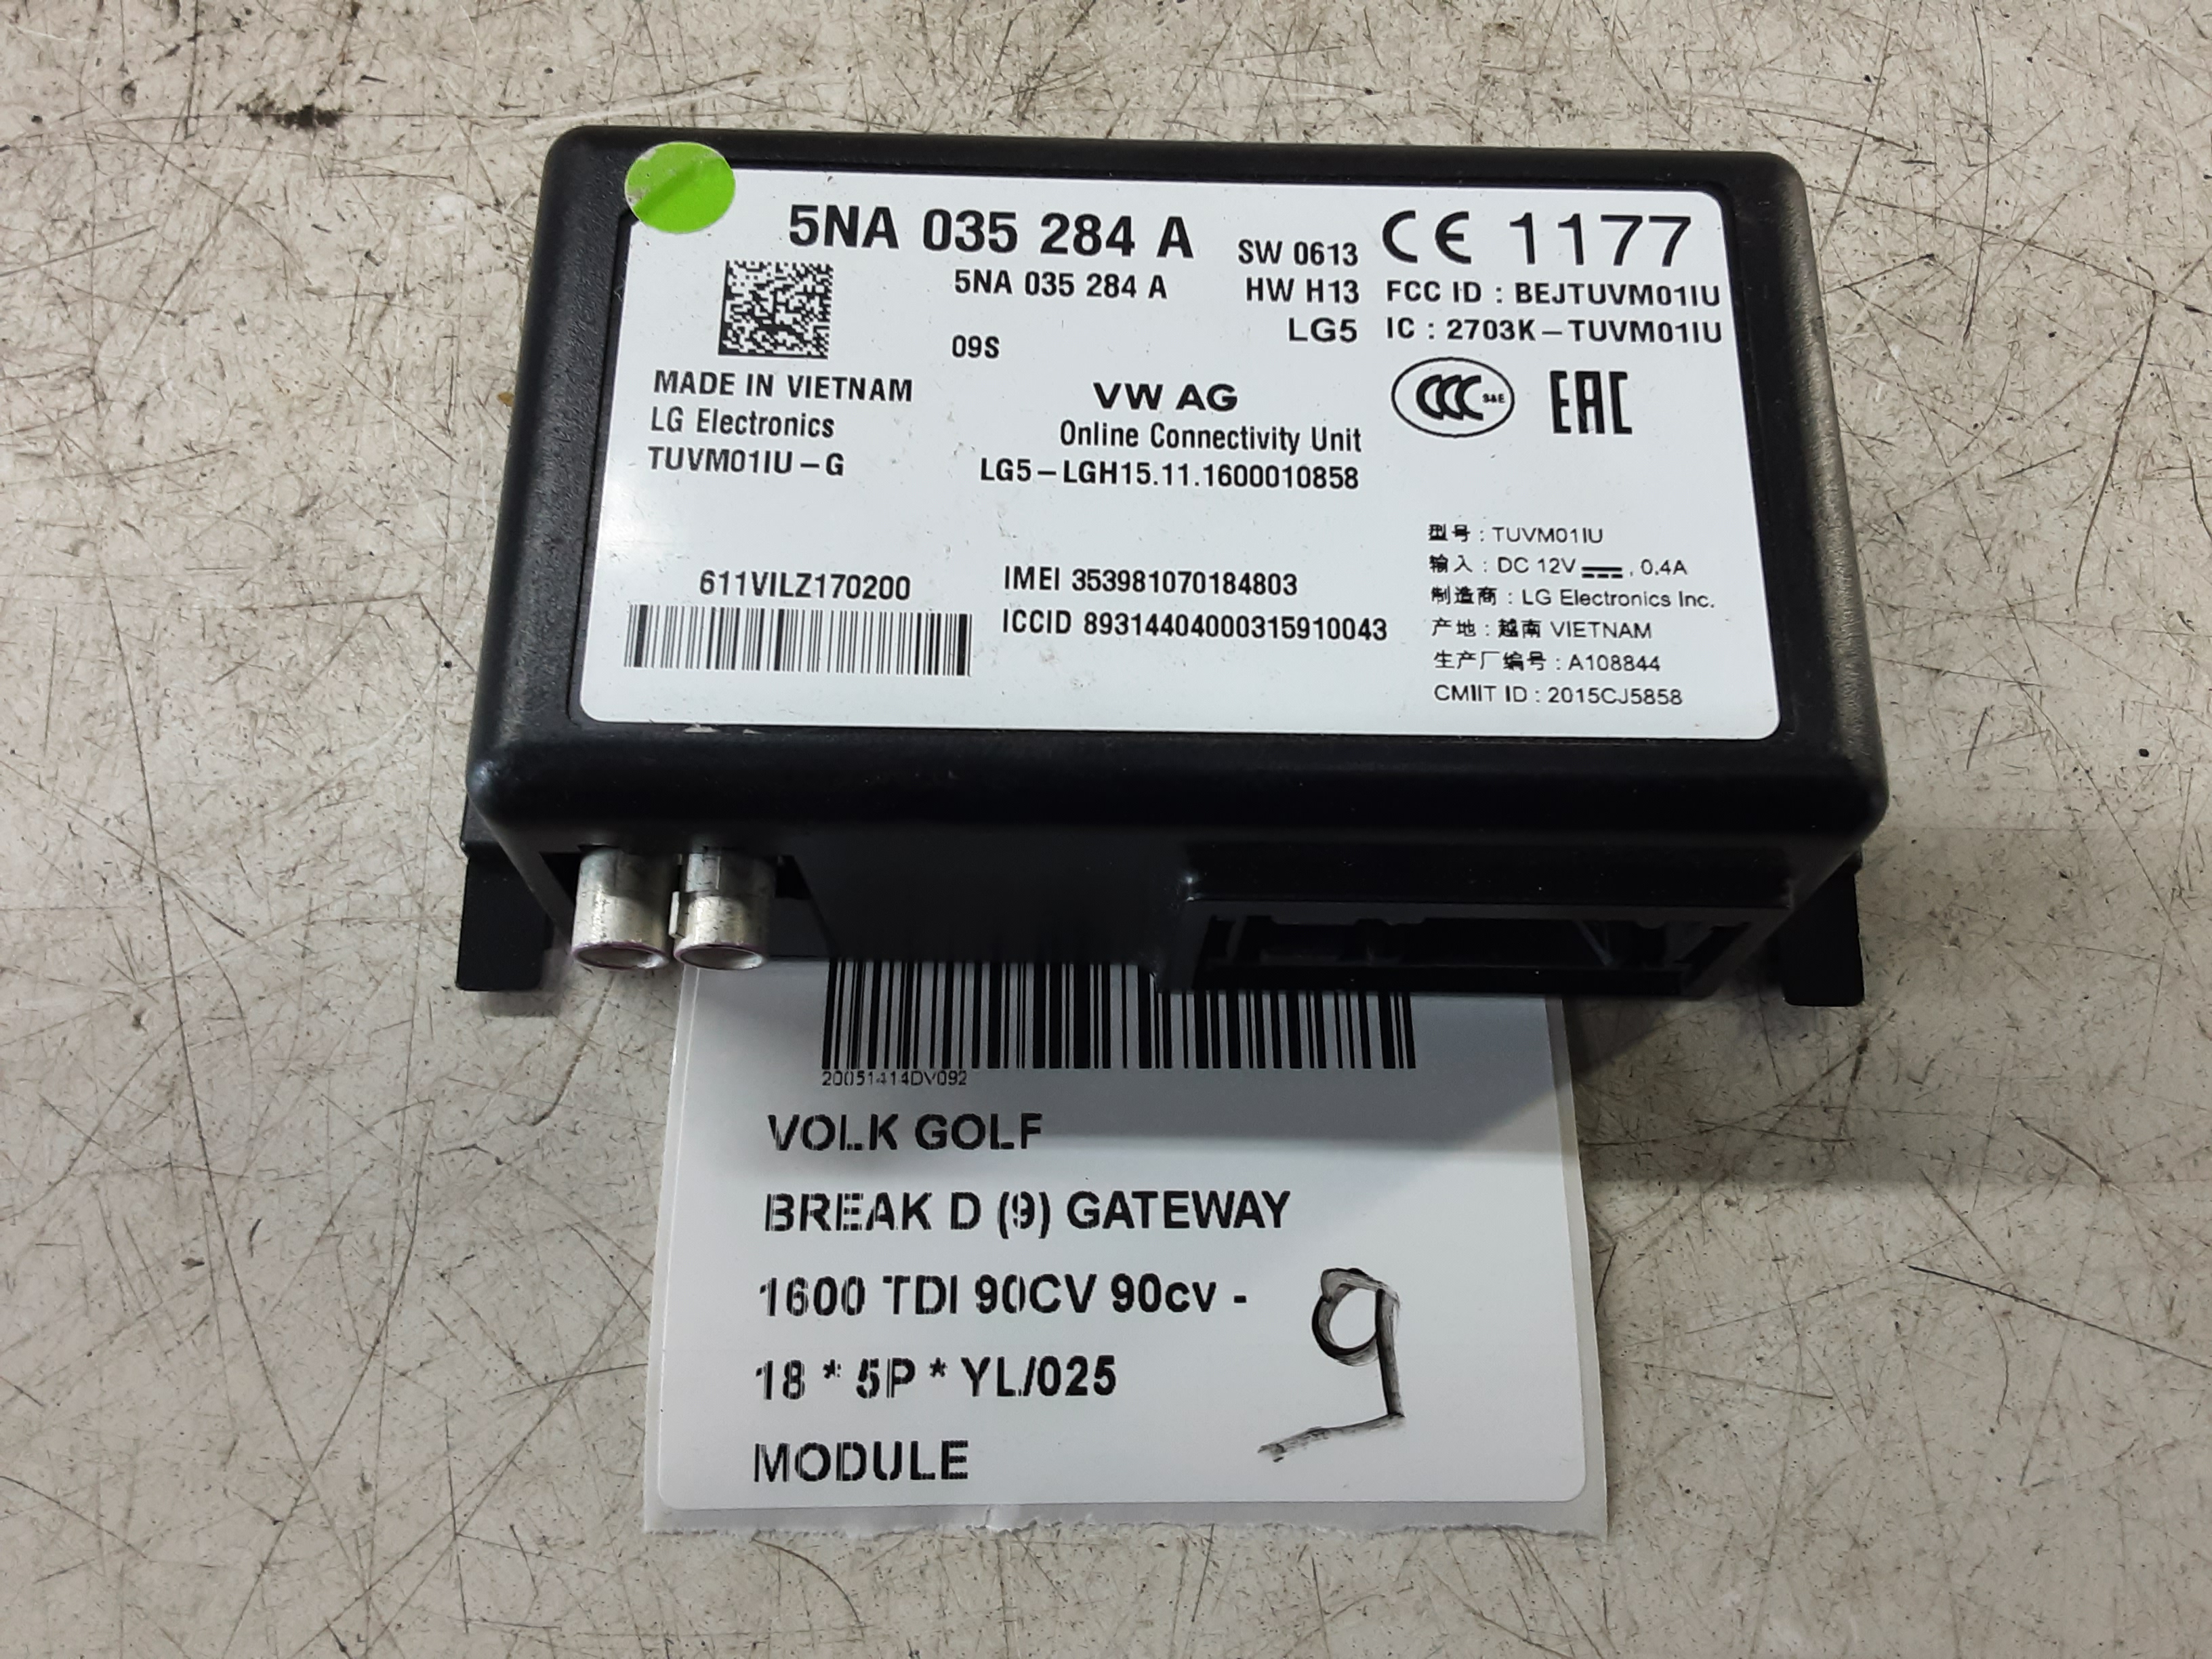 5NA 035 284 A
SW 0613
CE 1177
5NA 035 284 A
HW H13
FCC ID : BEJTUVM01IU
LG5
IC : 2703K-TUVM01IU
09S
CCC S&E
EAC
MADE IN VIETNAM
LG Electronics
TUVM01IU-G
VW AG
Online Connectivity Unit
LG5-LGH15.11.1600010858
611VILZ170200
IMEI 353981070184803
ICCID 89314404000315910043
型号 : TUVM01IU
输入 : DC 12V , 0.4A
制造商 : LG Electronics Inc.
产地 : 越南 VIETNAM
生产厂编号 : A108844
CMIIT ID : 2015CJ5858
20051414DV092
VOLK GOLF
BREAK D (9) GATEWAY
1600 TDI 90CV 90cv -
18 * 5P * YL/025
MODULE
9